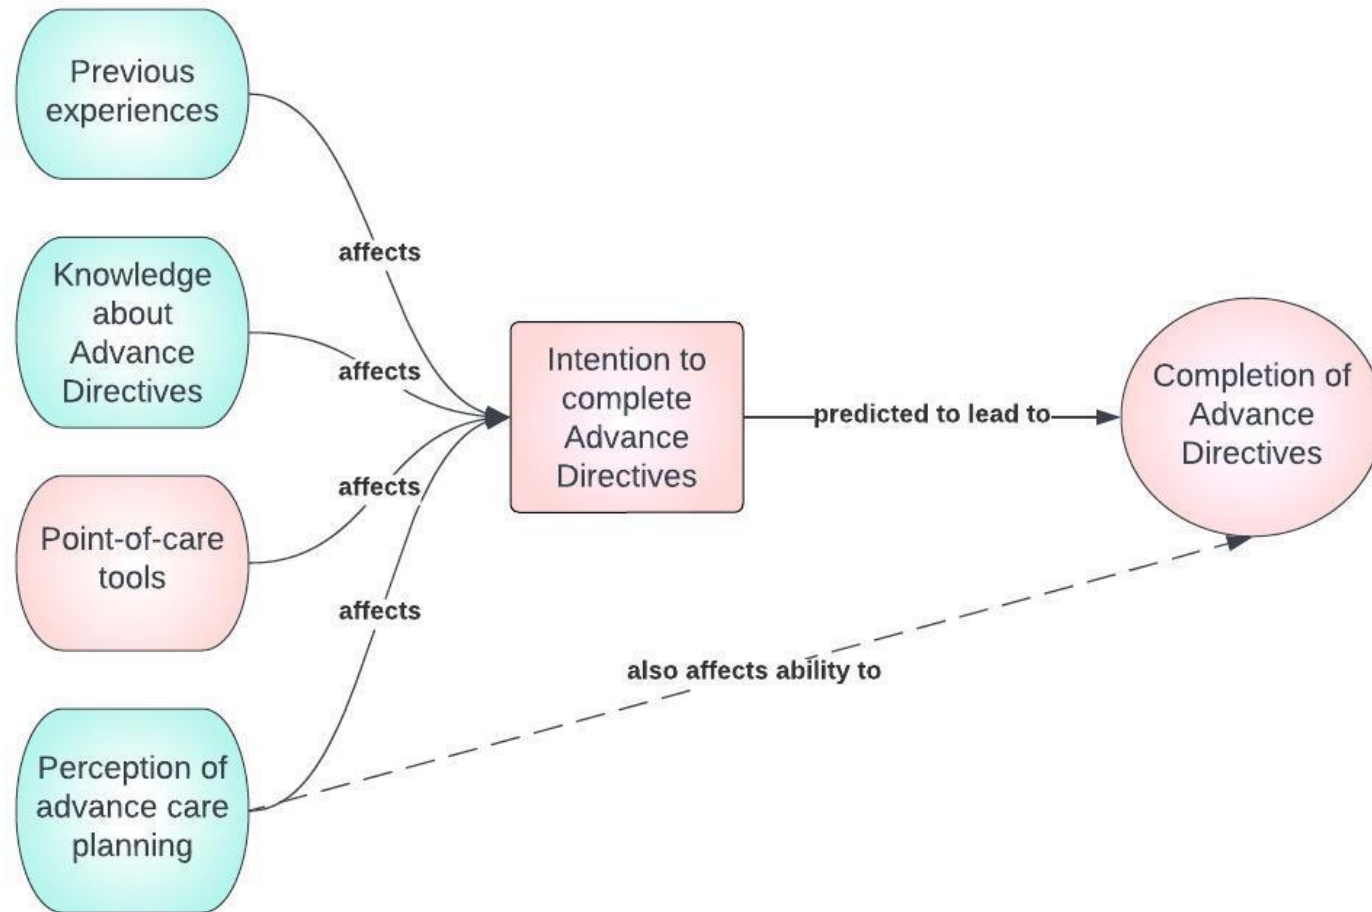 Previous
experiences
affects
Knowledge
about
Advance
Directives
affects
Point-of-care
tools
affects
Perception of
advance care
planning
affects
Intention to
complete
Advance
Directives
predicted to lead to
Completion of
Advance
Directives
also affects ability to